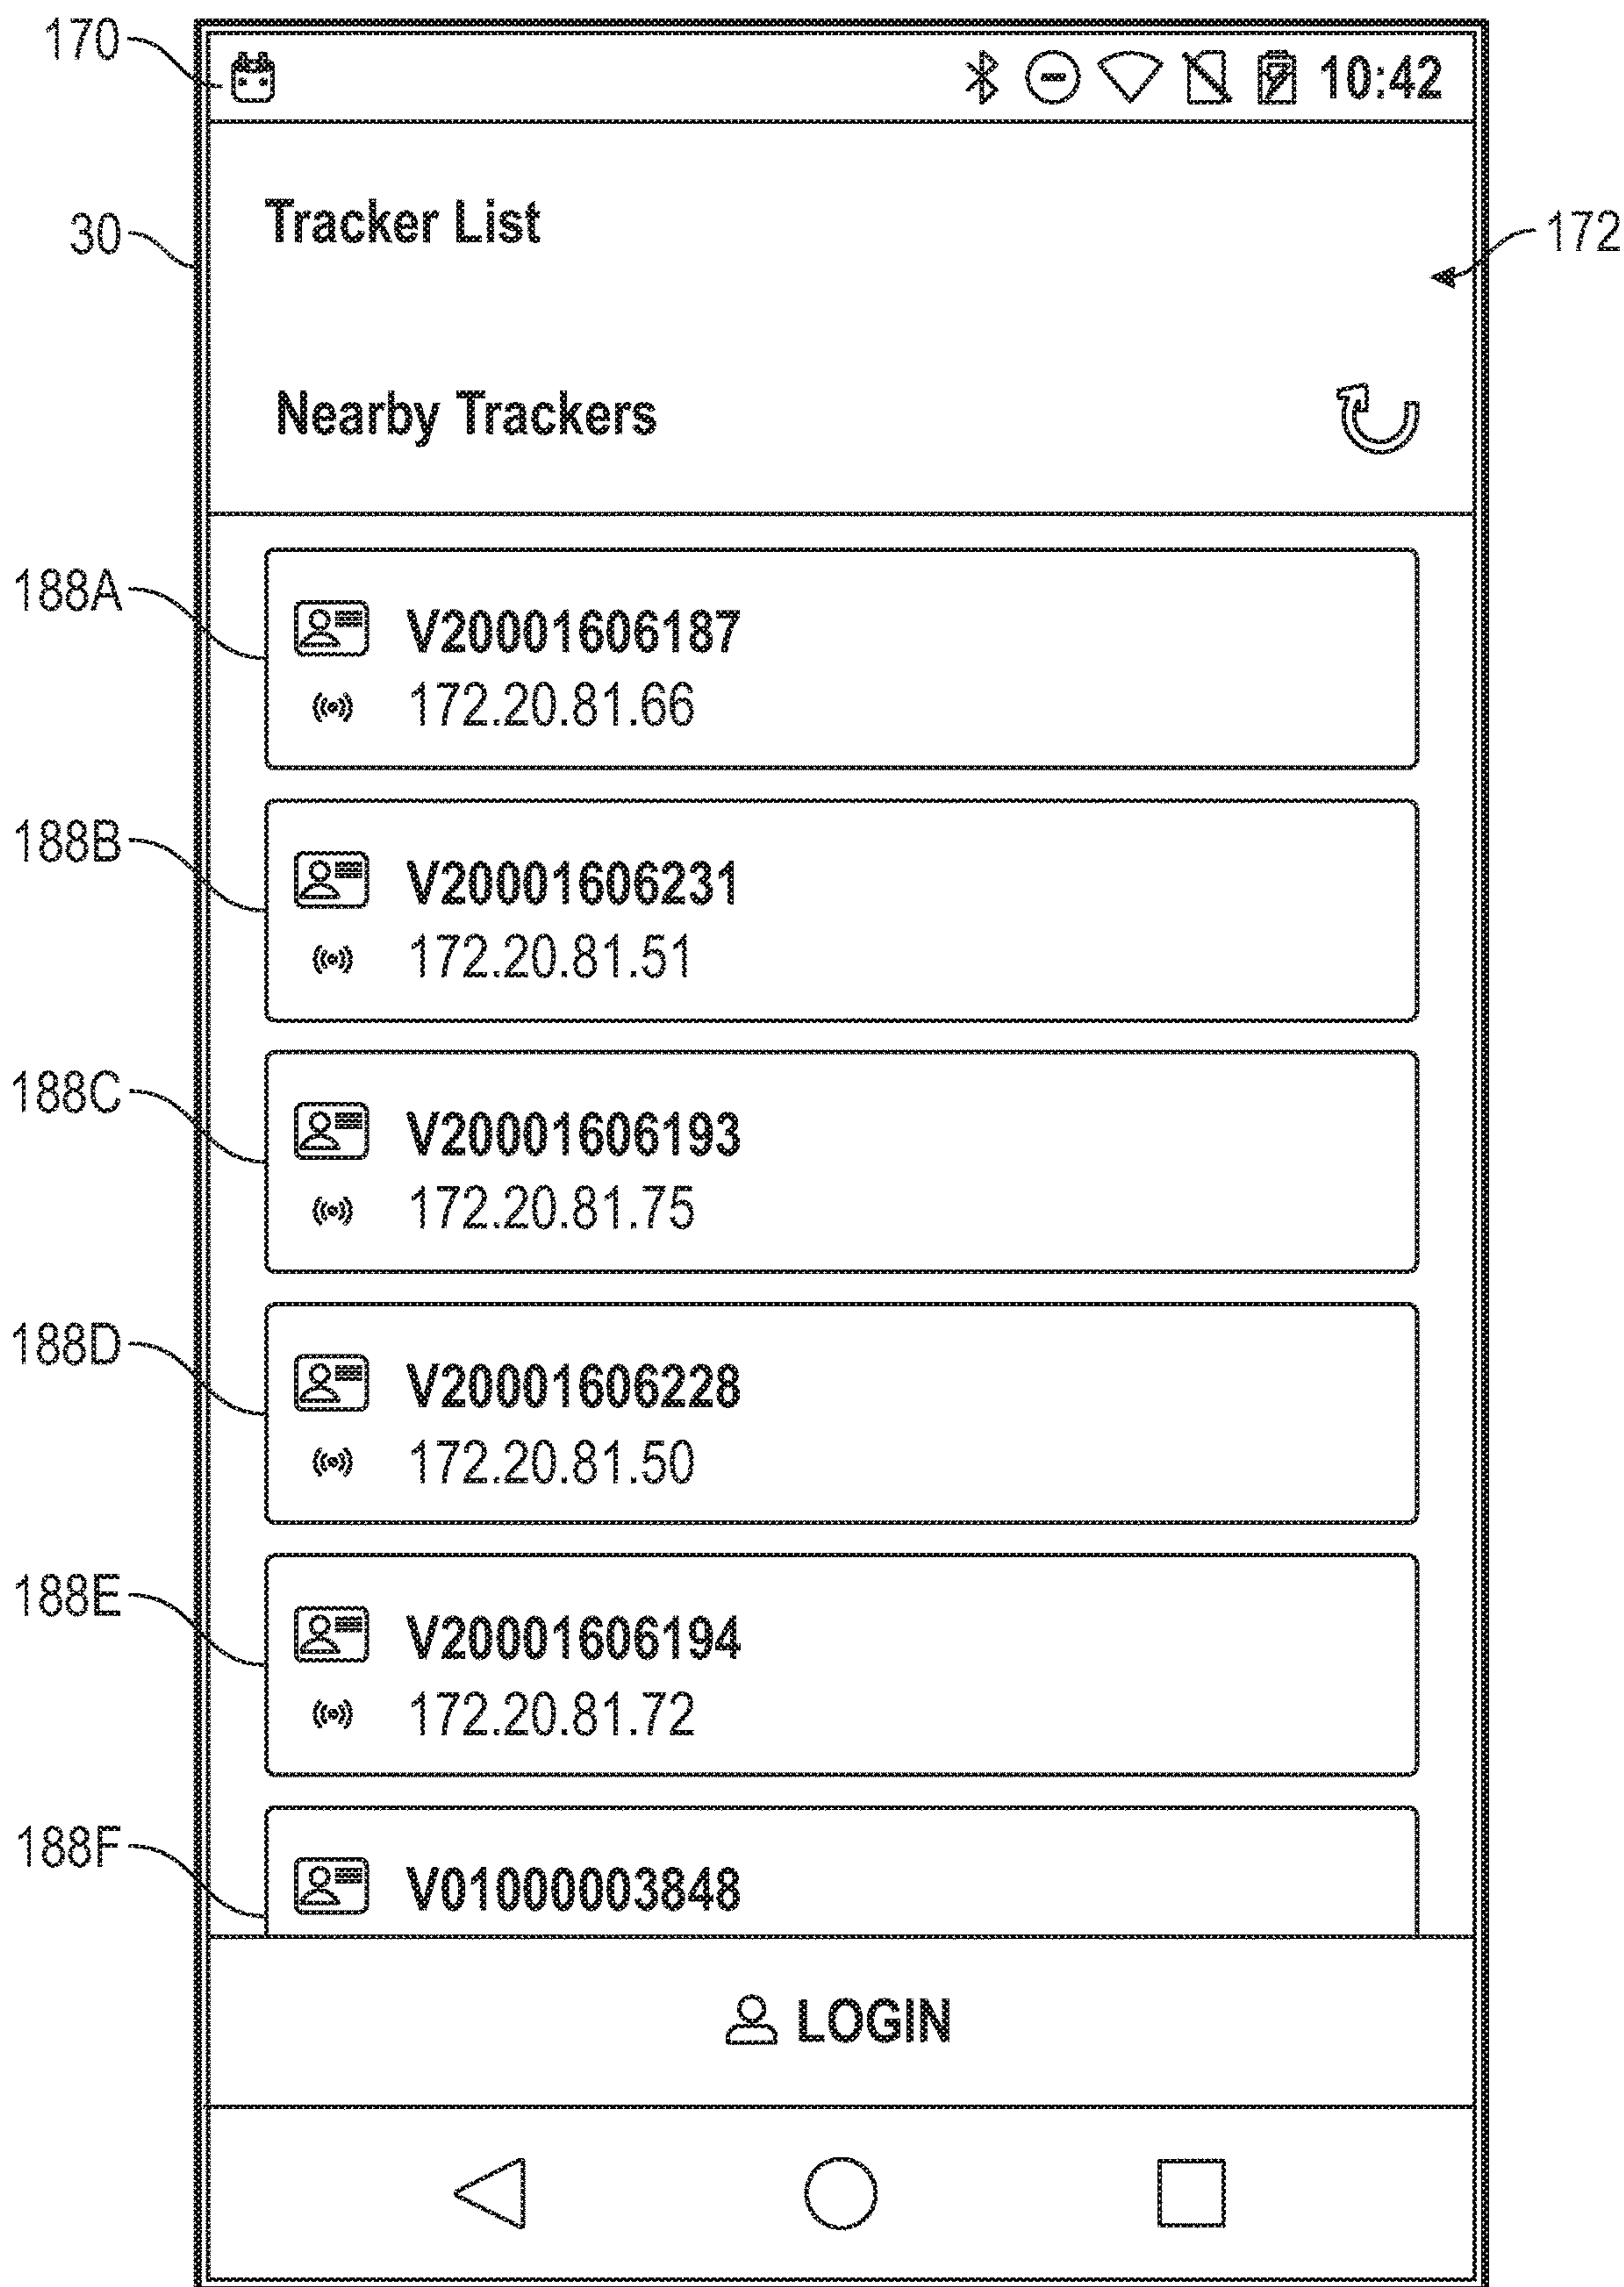 170
10:42
30
Tracker List
172
Nearby Trackers
188A
V20001606187
172.20.81.66
188B
V20001606231
172.20.81.51
188C
V20001606193
172.20.81.75
188D
V20001606228
172.20.81.50
188E
V20001606194
172.20.81.72
188F
V01000003848
LOGIN